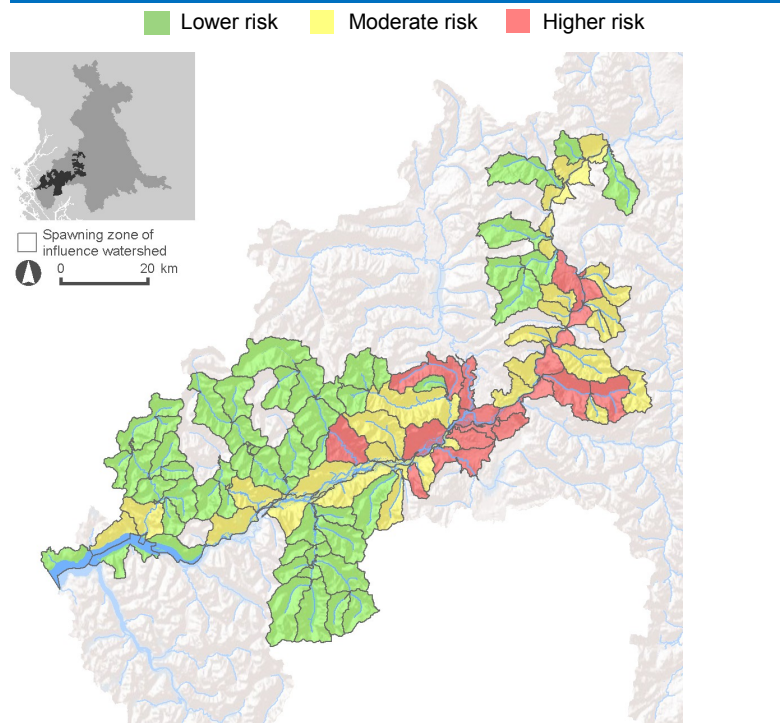 Lower risk Moderate risk Higher risk
Spawning zone of
influence watershed
0 20 km